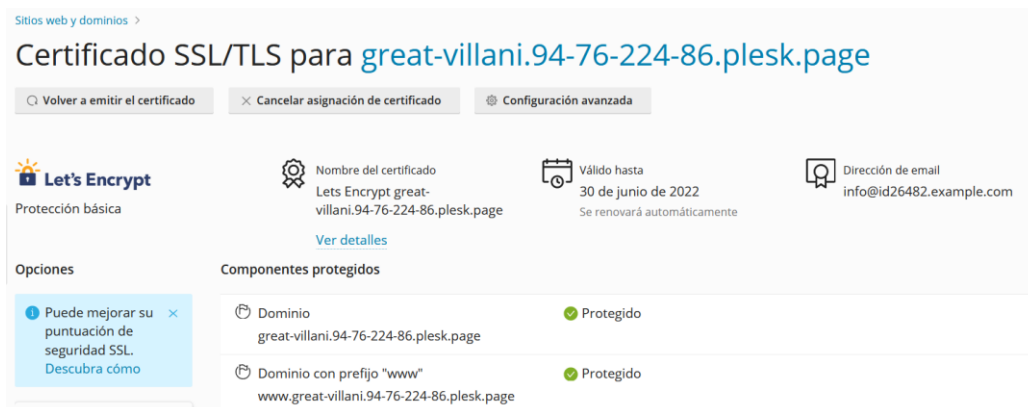 Sitios web y dominios >
Certificado SSL/TLS para great-villani.94-76-224-86.plesk.page
Volver a emitir el certificado
Cancelar asignación de certificado
Configuración avanzada
Let's Encrypt
Protección básica
Nombre del certificado
Lets Encrypt great-
villani.94-76-224-86.plesk.page
Ver detalles
Válido hasta
30 de junio de 2022
Se renovará automáticamente
Dirección de email
info@id26482.example.com
Opciones
Puede mejorar su
puntuación de
seguridad SSL.
Descubra cómo
Componentes protegidos
Dominio
great-villani.94-76-224-86.plesk.page
Protegido
Dominio con prefijo "www"
www.great-villani.94-76-224-86.plesk.page
Protegido